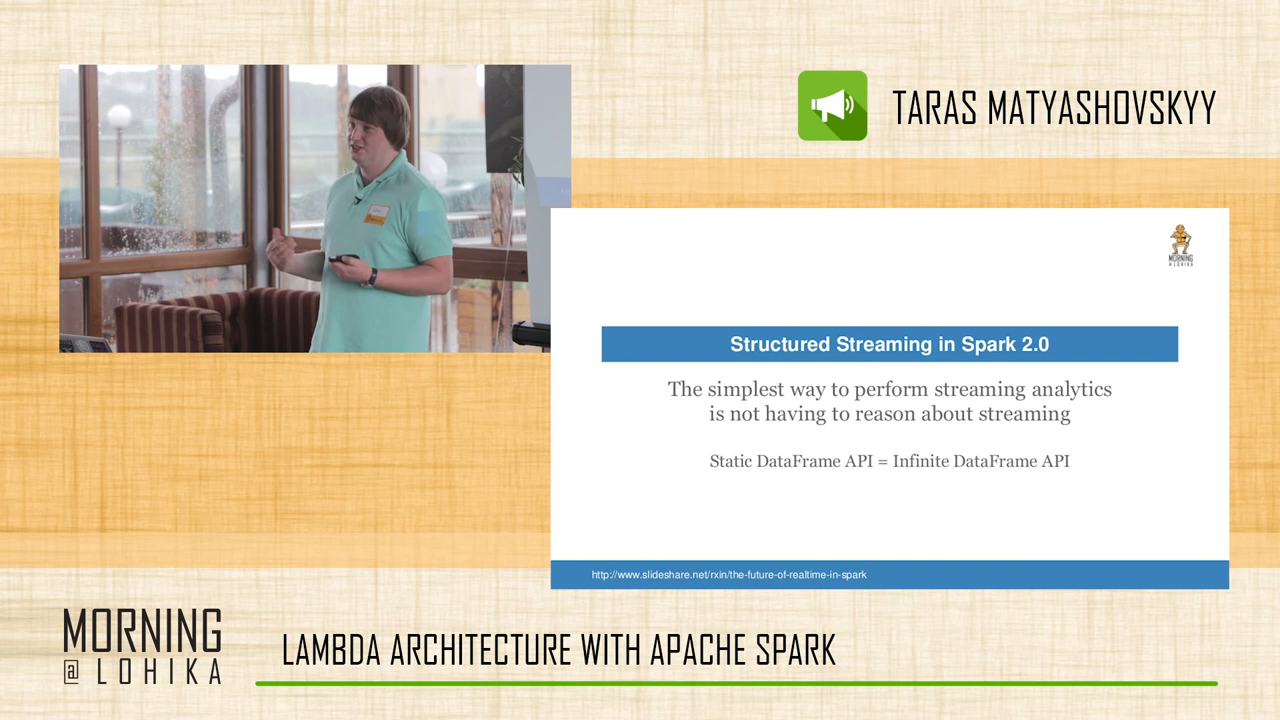 TARAS MATYASHOVSKYY
MORNING
@ LOHIKA
Structured Streaming in Spark 2.0
The simplest way to perform streaming analytics
is not having to reason about streaming
Static DataFrame API = Infinite DataFrame API
http://www.slideshare.net/rxin/the-future-of-realtime-in-spark
MORNING
@ LOHIKA
LAMBDA ARCHITECTURE WITH APACHE SPARK